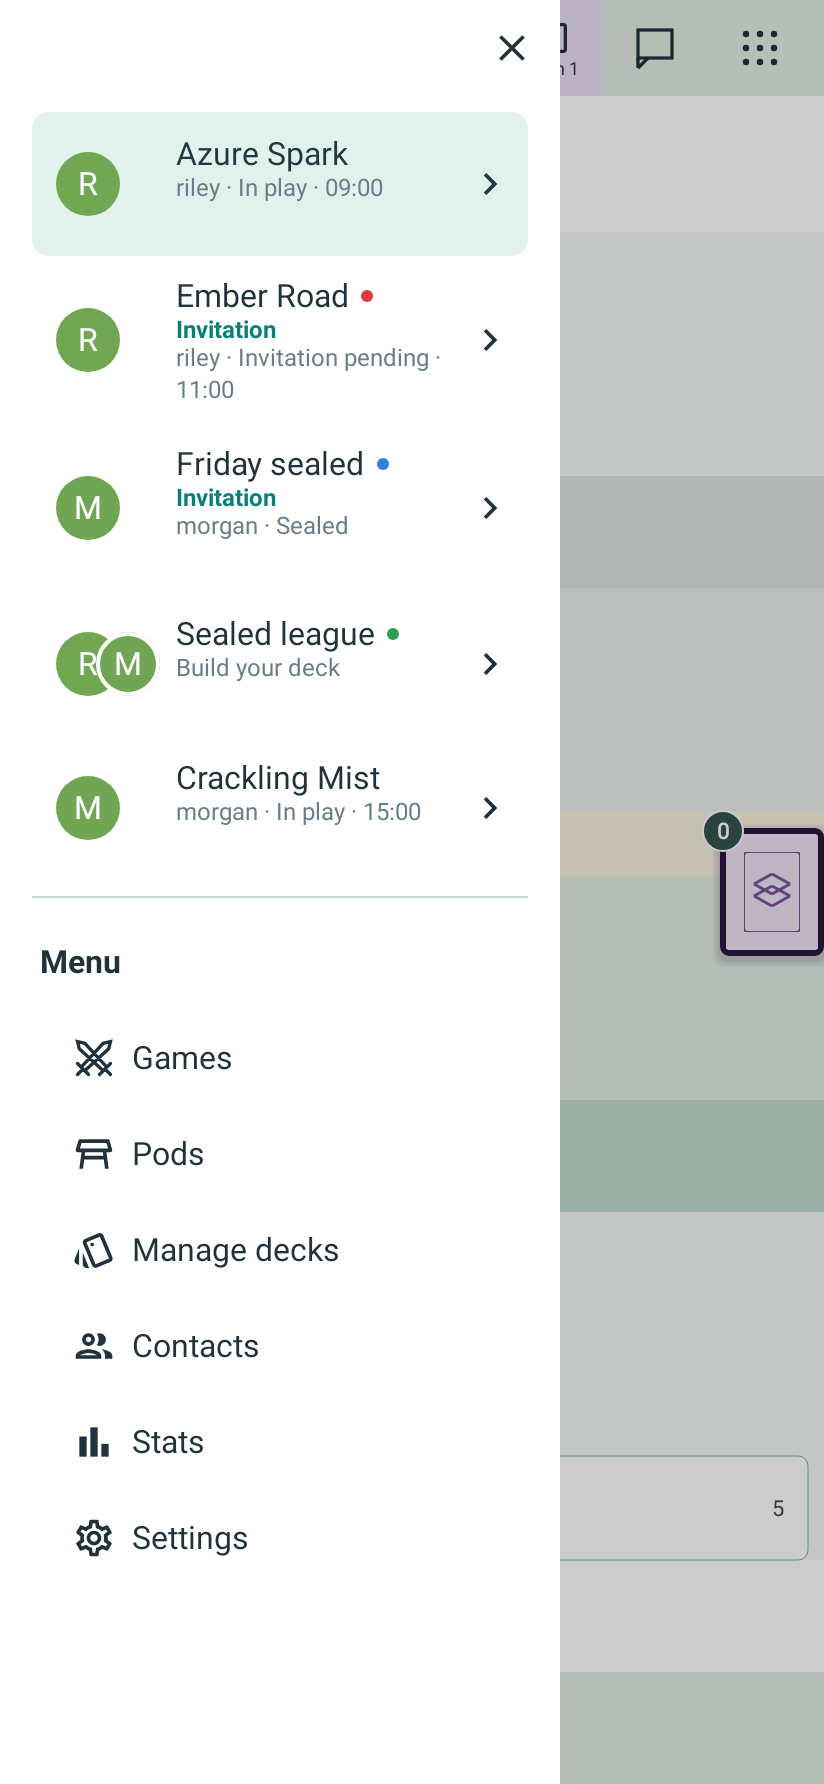 n 1
R
Azure Spark
riley · In play · 09:00
R
Ember Road
Invitation
riley · Invitation pending ·
11:00
M
Friday sealed
Invitation
morgan · Sealed
R
M
Sealed league
Build your deck
M
Crackling Mist
morgan · In play · 15:00
0
Menu
Games
Pods
Manage decks
Contacts
Stats
5
Settings